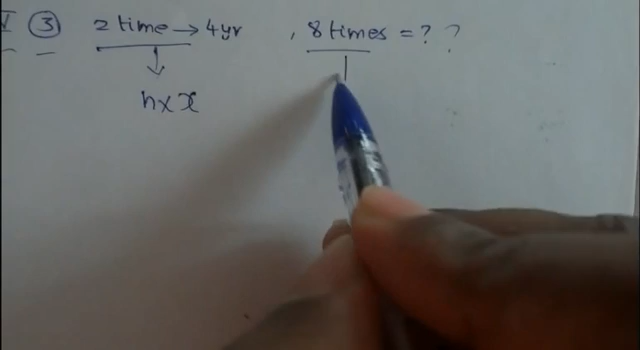 ③ 2 time → 4yr , 8 times = ? ?
n x x